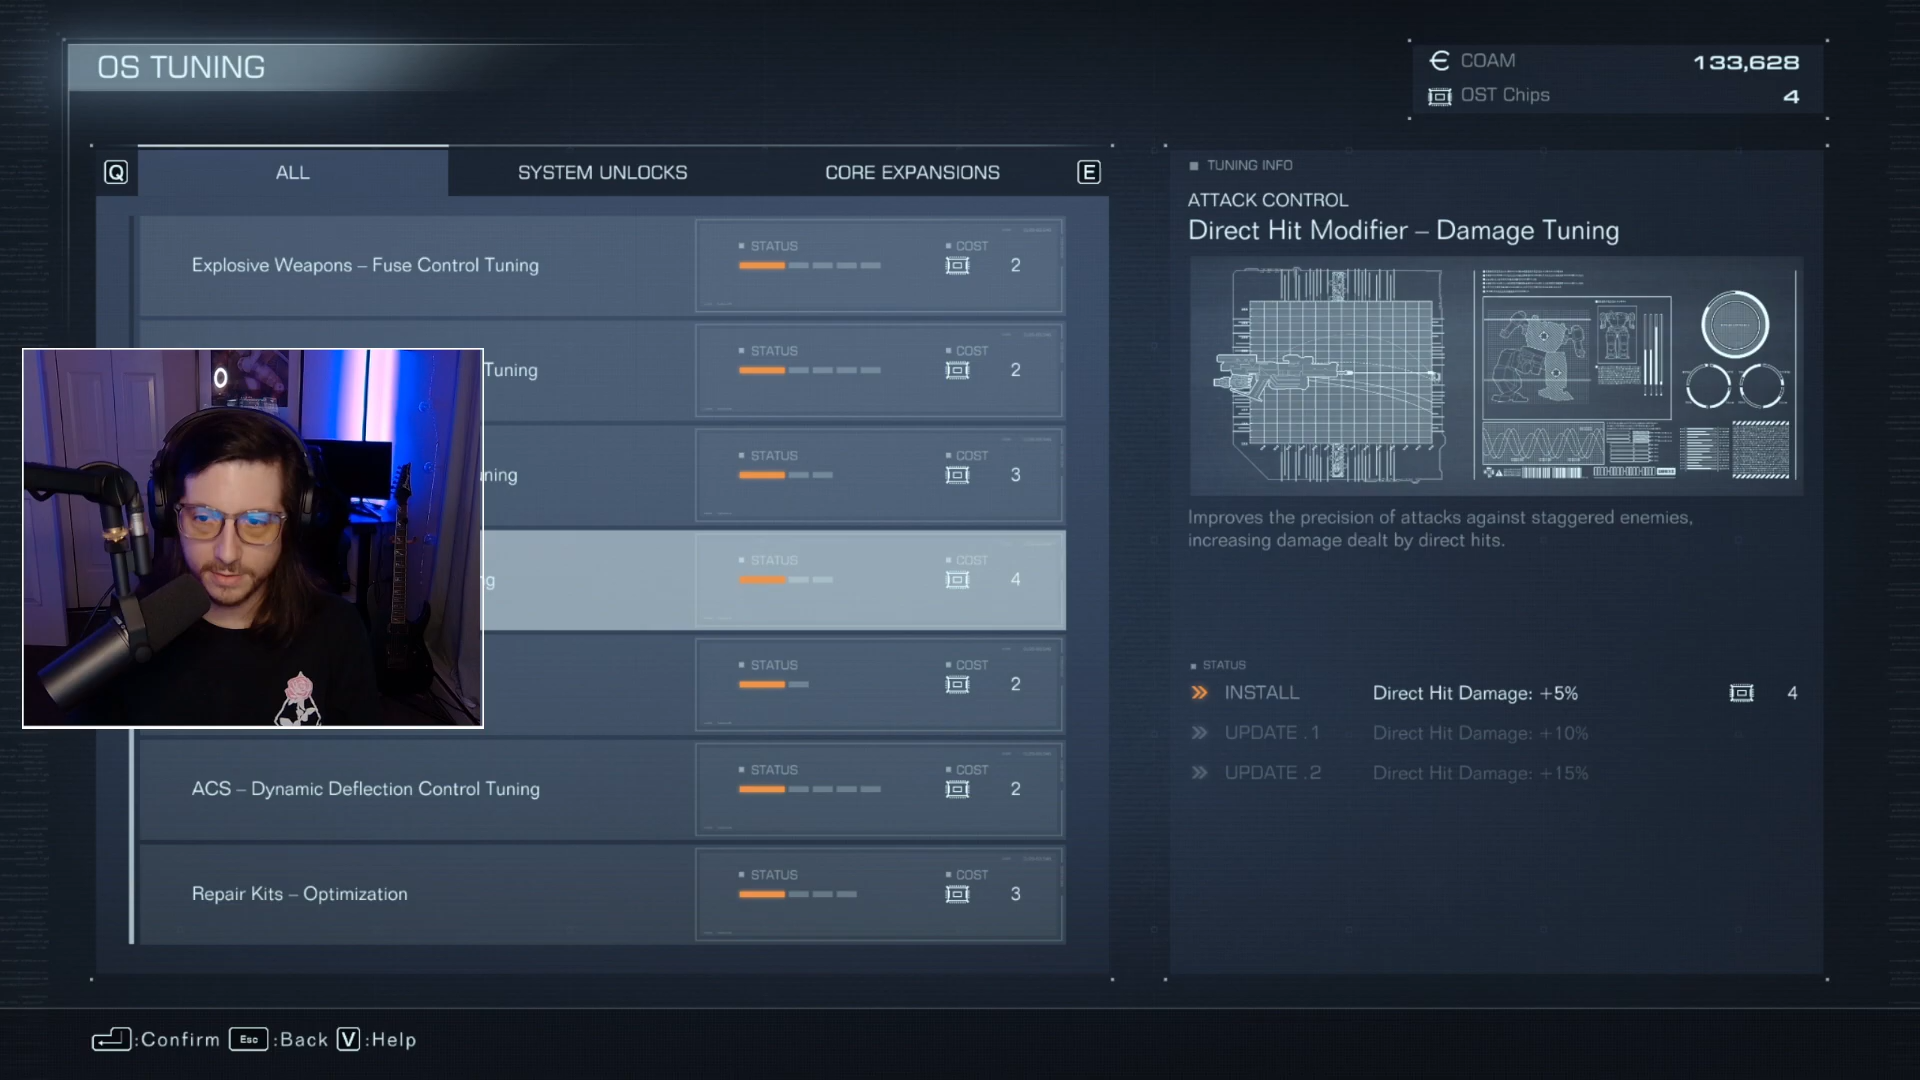 OS TUNING
COAM 133,628
OST Chips 4
Q ALL SYSTEM UNLOCKS CORE EXPANSIONS E
STATUS COST
Explosive Weapons – Fuse Control Tuning 2
STATUS COST
Tuning 2
STATUS COST
ning 3
STATUS COST
ng 4
STATUS COST
2
STATUS COST
ACS – Dynamic Deflection Control Tuning 2
STATUS COST
Repair Kits – Optimization 3
TUNING INFO
ATTACK CONTROL
Direct Hit Modifier – Damage Tuning
Improves the precision of attacks against staggered enemies,
increasing damage dealt by direct hits.
STATUS
INSTALL Direct Hit Damage: +5% 4
UPDATE .1 Direct Hit Damage: +10%
UPDATE .2 Direct Hit Damage: +15%
:Confirm Esc :Back V :Help